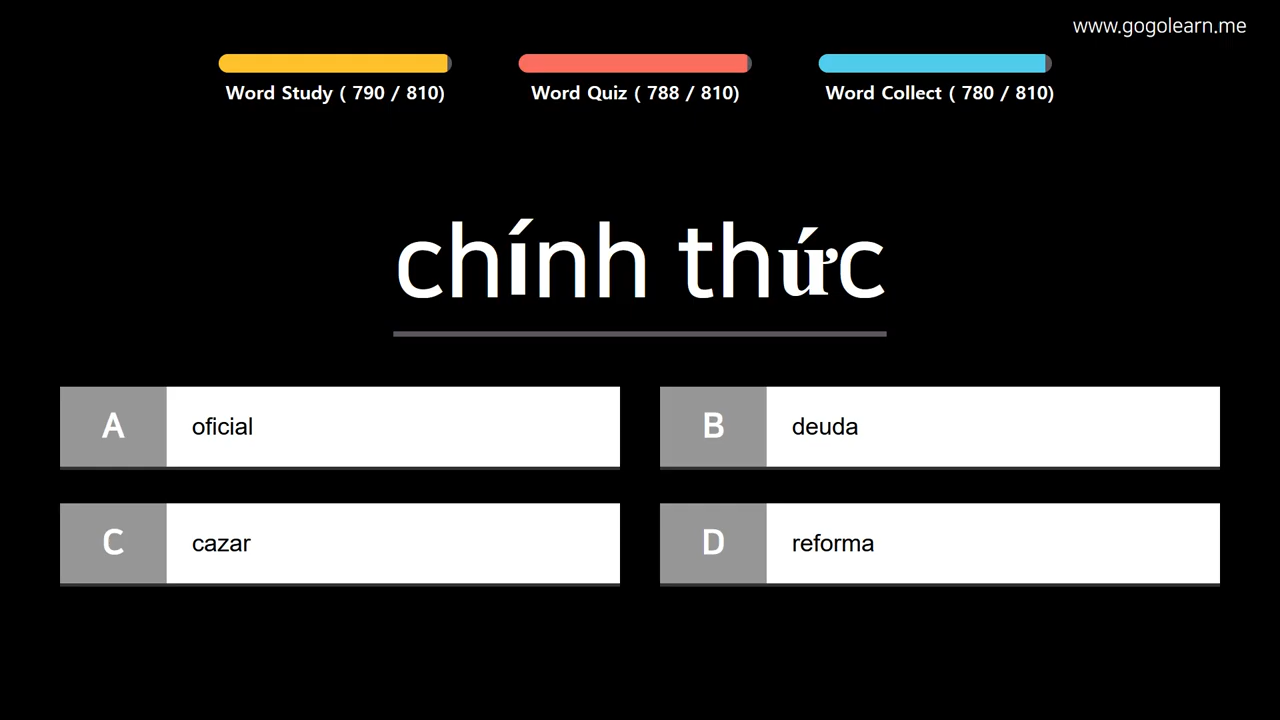 www.gogolearn.me
Word Study ( 790 / 810)
Word Quiz ( 788 / 810)
Word Collect ( 780 / 810)
chính thức
A oficial
B deuda
C cazar
D reforma